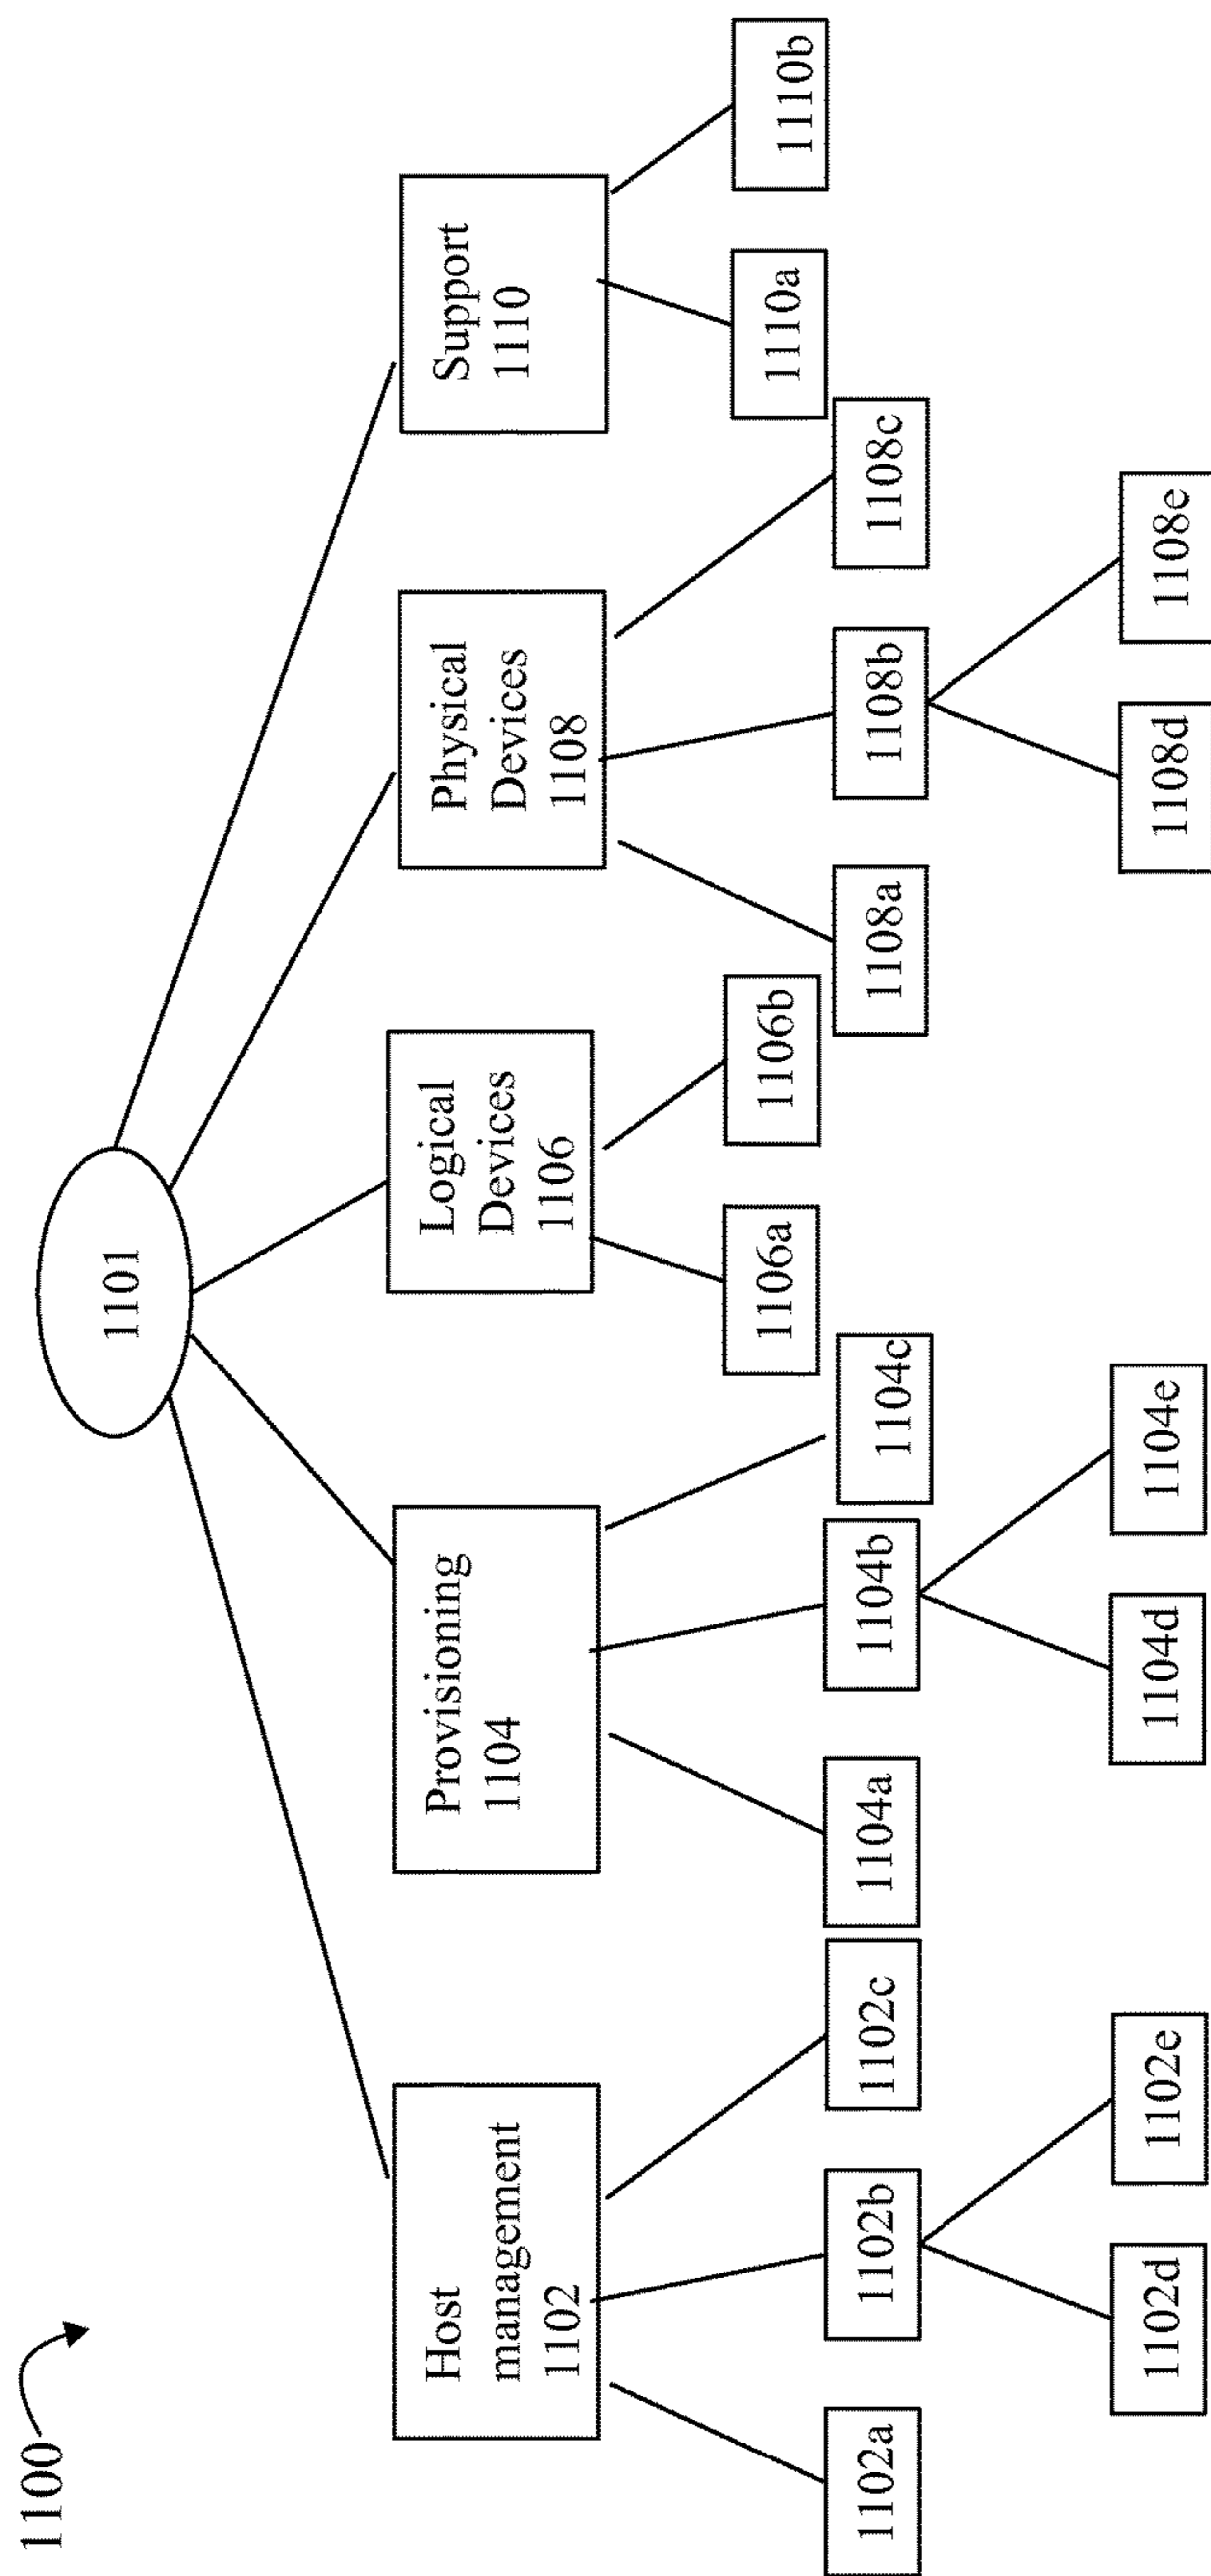 1100
1101
Host
management
1102
Provisioning
1104
Logical
Devices
1106
Physical
Devices
1108
Support
1110
1102a
1102b
1102c
1104a
1104b
1104c
1106a
1106b
1108a
1108b
1108c
1110a
1110b
1102d
1102e
1104d
1104e
1108d
1108e